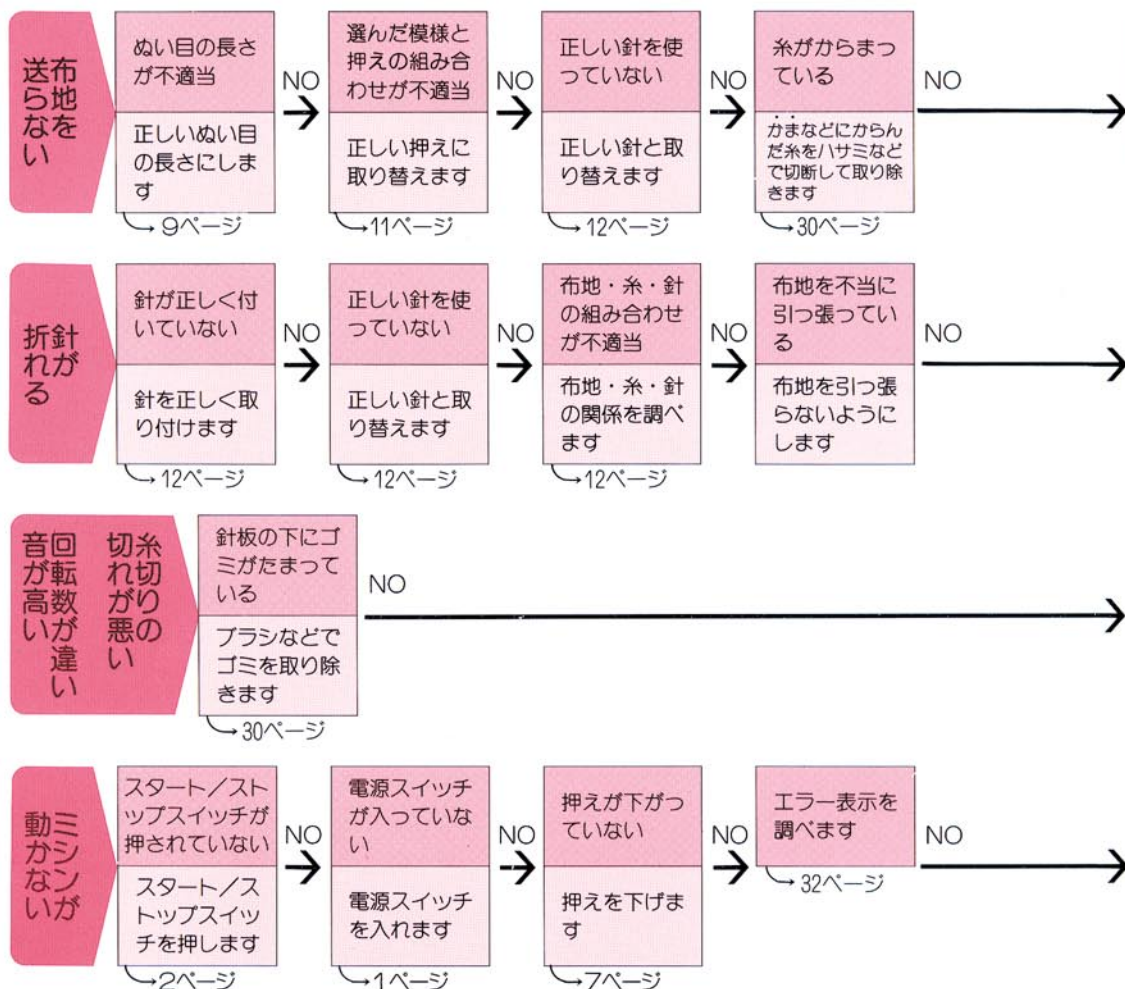 布地を
送らない
ぬい目の長さ
が不適当
正しいぬい目
の長さにします
→9ページ
NO
選んだ模様と
押えの組み合
わせが不適当
正しい押えに
取り替えます
→11ページ
NO
正しい針を使
っていない
正しい針と取
り替えます
→12ページ
NO
糸がからまっ
ている
かまなどにからん
だ糸をハサミなど
で切断して取り除
きます
→30ページ
NO
針が
折れる
針が正しく付
いていない
針を正しく取
り付けます
→12ページ
NO
正しい針を使
っていない
正しい針と取
り替えます
→12ページ
NO
布地・糸・針
の組み合わせ
が不適当
布地・糸・針
の関係を調べ
ます
→12ページ
NO
布地を不当に
引っ張ってい
る
布地を引っ張
らないように
します
NO
糸切りの
切れが悪い
回転数が違い
音が高い
針板の下にゴ
ミがたまって
いる
ブラシなどで
ゴミを取り除
きます
→30ページ
NO
ミシンが
動かない
スタート/スト
ップスイッチが
押されていない
スタート/ス
トップスイッ
チを押します
→2ページ
NO
電源スイッチ
が入っていな
い
電源スイッチ
を入れます
→1ページ
NO
押えが下がっ
ていない
押えを下げま
す
→7ページ
NO
エラー表示を
調べます
→32ページ
NO